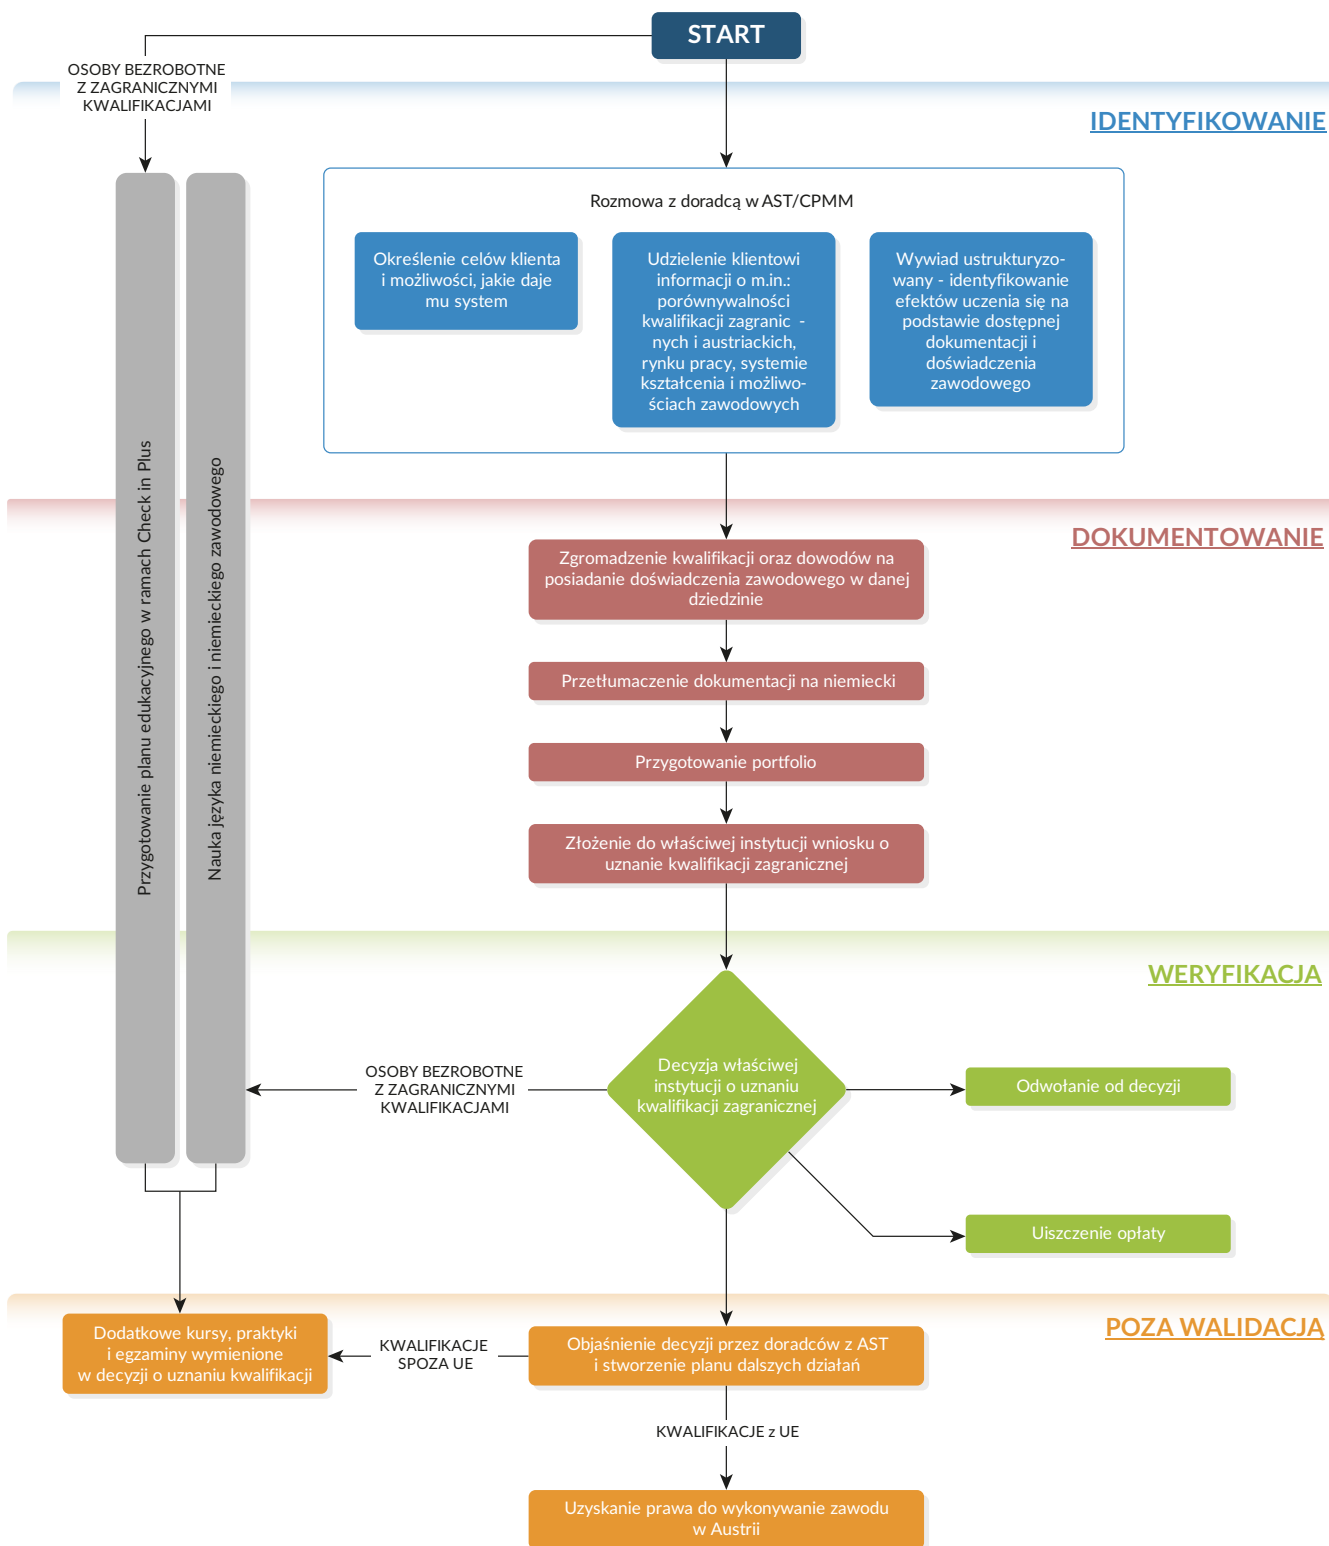 START
OSOBY BEZROBOTNE
Z ZAGRANICZNYMI
KWALIFIKACJAMI
IDENTYFIKOWANIE
Rozmowa z doradcą w AST/CPMM
Określenie celów klienta
i możliwości, jakie daje
mu system
Udzielenie klientowi
informacji o m.in.:
porównywalności
kwalifikacji zagranic -
nych i austriackich,
rynku pracy, systemie
kształcenia i możliwo-
ściach zawodowych
Wywiad ustrukturyzo-
wany - identyfikowanie
efektów uczenia się na
podstawie dostępnej
dokumentacji i
doświadczenia
zawodowego
Przygotowanie planu edukacyjnego w ramach Check in Plus
Nauka języka niemieckiego i niemieckiego zawodowego
DOKUMENTOWANIE
Zgromadzenie kwalifikacji oraz dowodów na
posiadanie doświadczenia zawodowego w danej
dziedzinie
Przetłumaczenie dokumentacji na niemiecki
Przygotowanie portfolio
Złożenie do właściwej instytucji wniosku o
uznanie kwalifikacji zagranicznej
WERYFIKACJA
Decyzja właściwej
instytucji o uznaniu
kwalifikacji zagranicznej
OSOBY BEZROBOTNE
Z ZAGRANICZNYMI
KWALIFIKACJAMI
Odwołanie od decyzji
Uiszczenie opłaty
POZA WALIDACJĄ
Dodatkowe kursy, praktyki
i egzaminy wymienione
w decyzji o uznaniu kwalifikacji
KWALIFIKACJE
SPOZA UE
Objaśnienie decyzji przez doradców z AST
i stworzenie planu dalszych działań
KWALIFIKACJE z UE
Uzyskanie prawa do wykonywanie zawodu
w Austrii